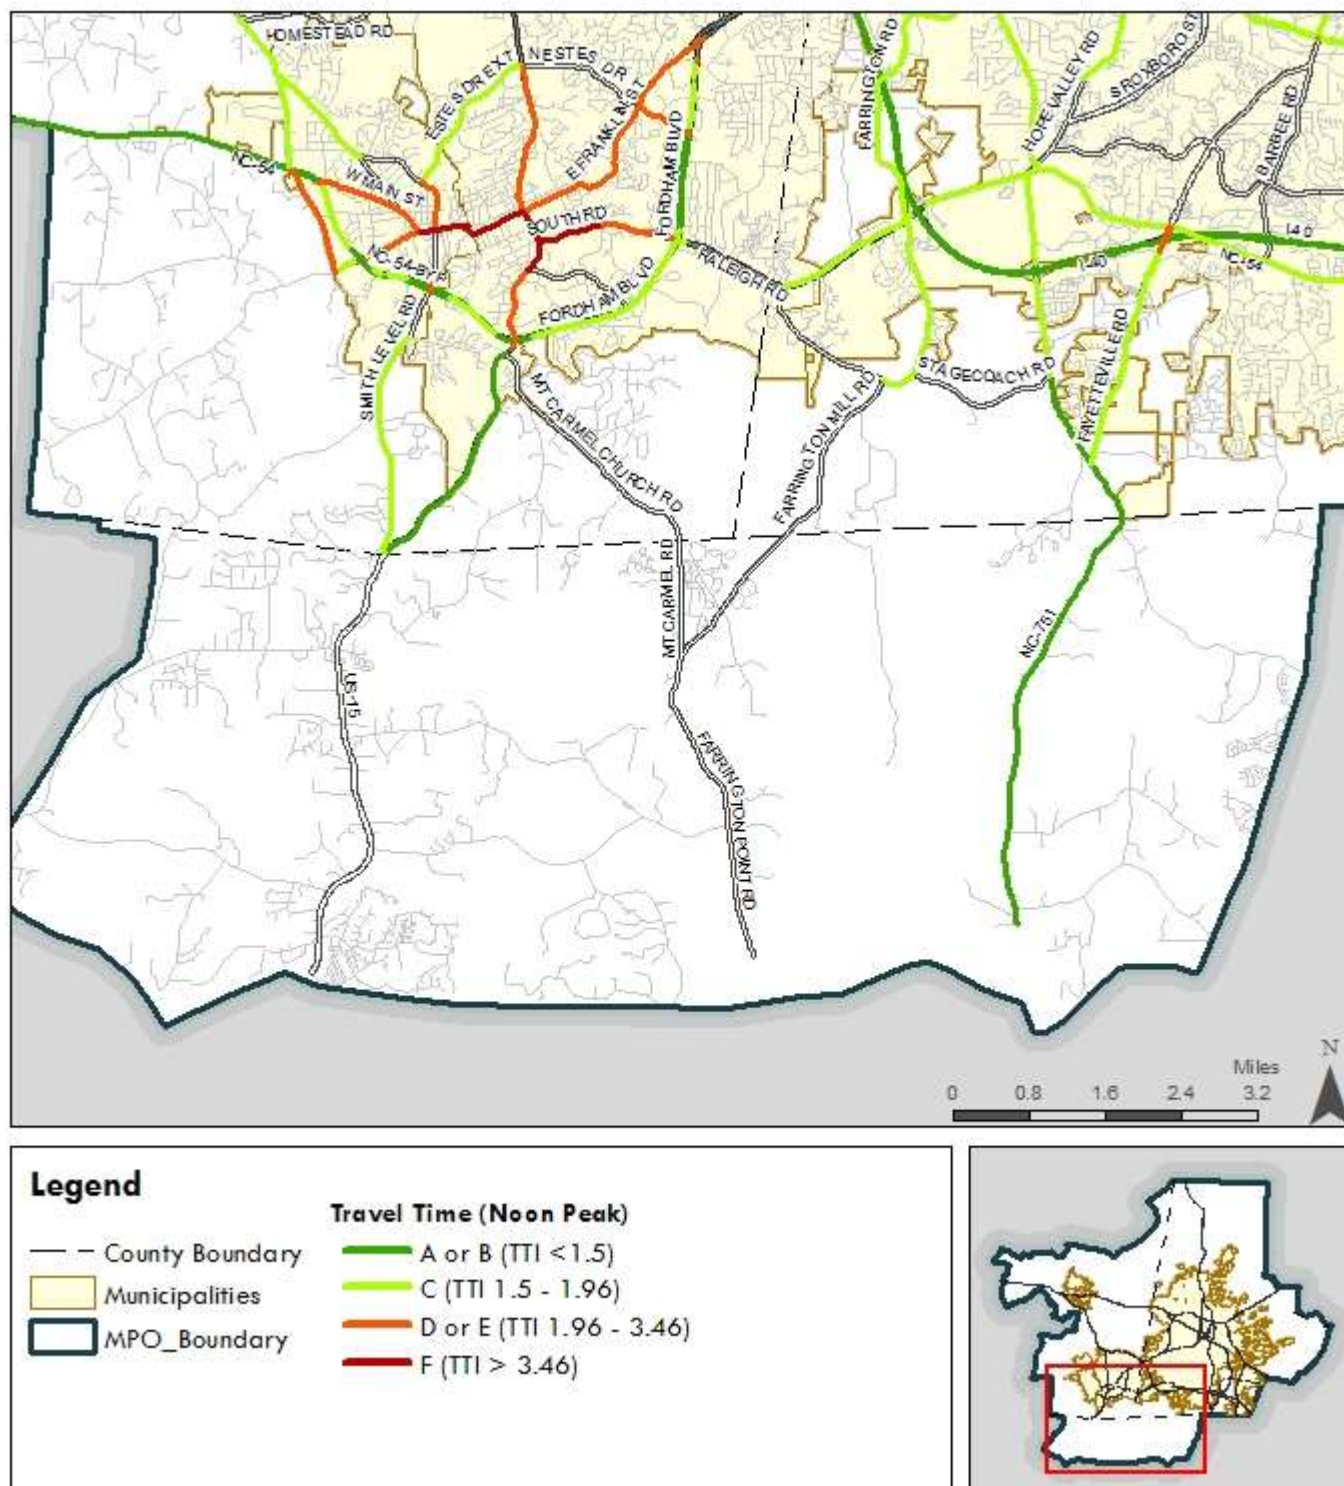 HOMESTEAD RD
ESTES DR EXT
N ESTES DR
E FRANKLIN ST
FORDHAM BLVD
FARRINGTON RD
HOPE VALLEY RD
S ROXBORO ST
BARBEE RD
NC-54
W MAIN ST
SOUTH RD
NC-54-BYP
FORDHAM BLVD
RALEIGH RD
I-40
I-40
NC-54
SMITH LEVEL RD
MT CARMEL CHURCH RD
FARRINGTON MILL RD
STAGECOACH RD
FAYETTEVILLE RD
MT CARMEL RD
NC-751
US-15
FARRINGTON POINT RD
N
Miles
0 0.8 1.6 2.4 3.2
Legend
County Boundary
Municipalities
MPO_Boundary
Travel Time (Noon Peak)
A or B (TTI <1.5)
C (TTI 1.5 - 1.96)
D or E (TTI 1.96 - 3.46)
F (TTI > 3.46)